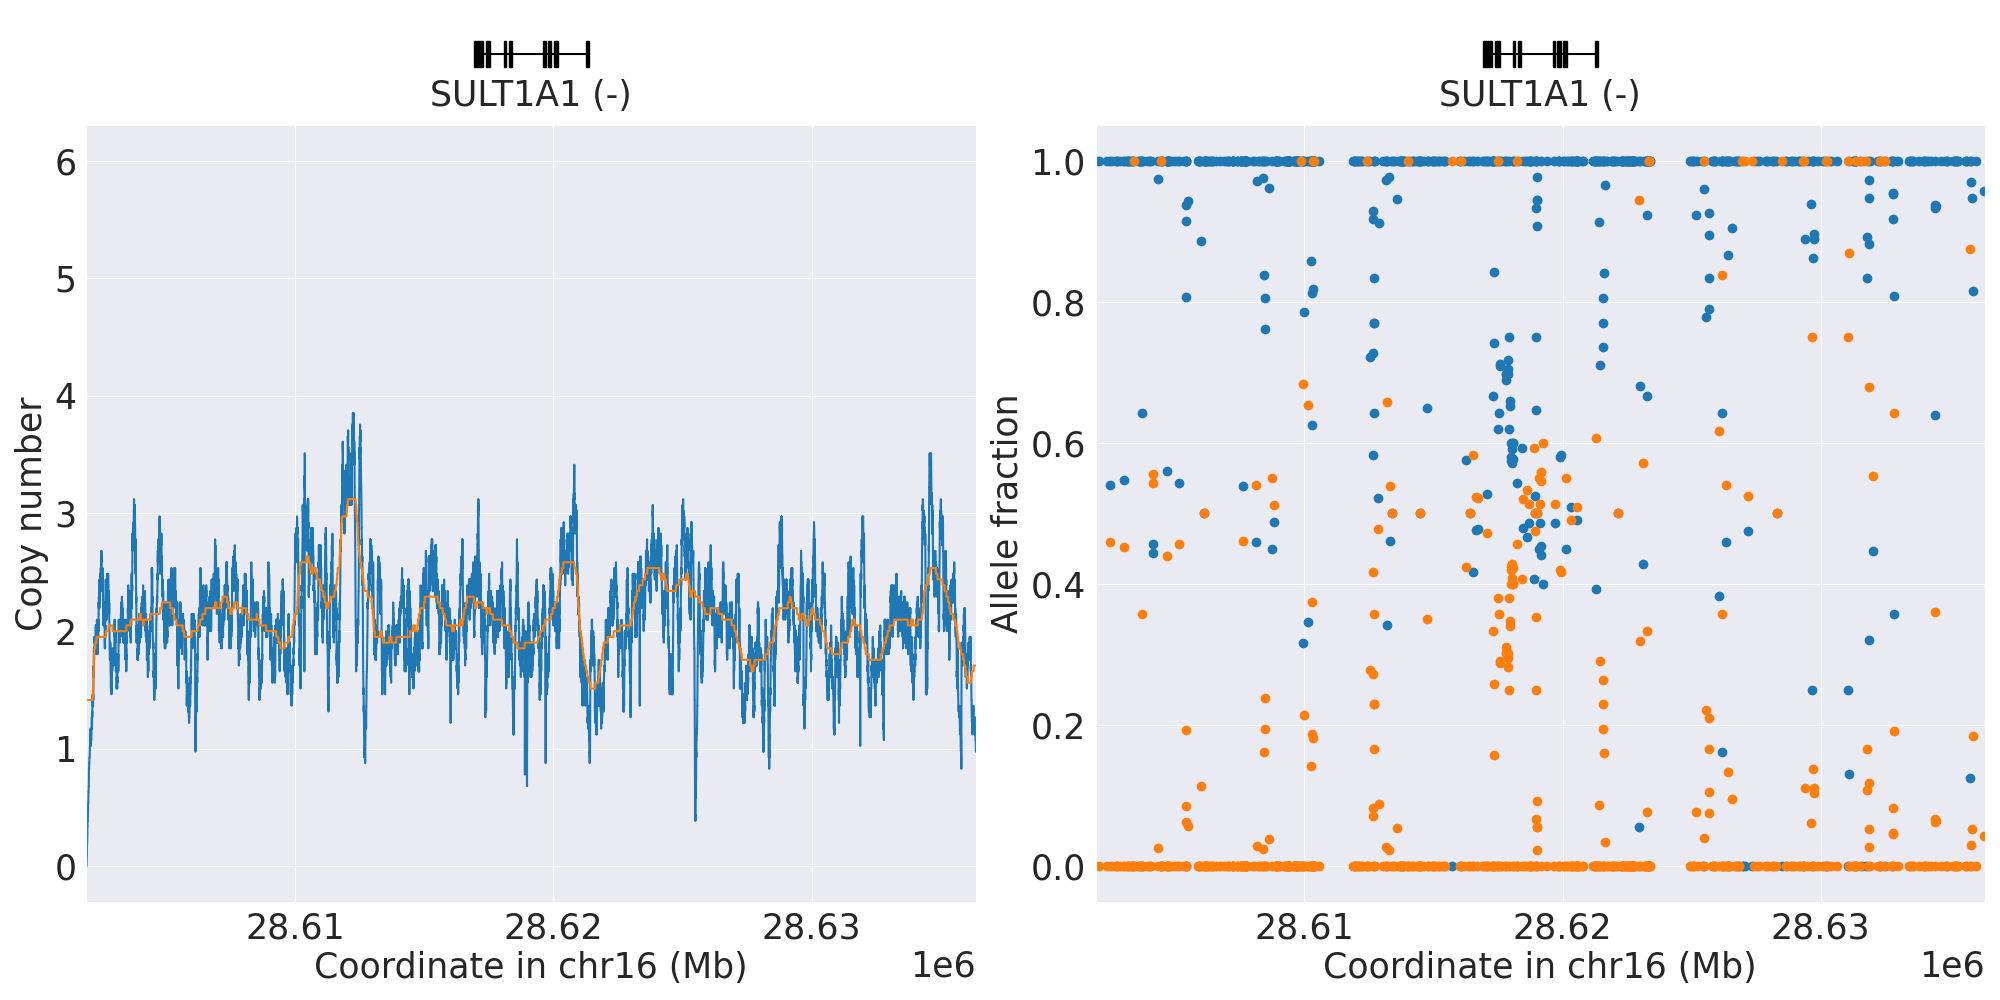 SULT1A1 (-)
SULT1A1 (-)
Copy number
6
5
4
3
2
1
0
28.61
28.62
28.63
Coordinate in chr16 (Mb)
1e6
Allele fraction
1.0
0.8
0.6
0.4
0.2
0.0
28.61
28.62
28.63
Coordinate in chr16 (Mb)
1e6